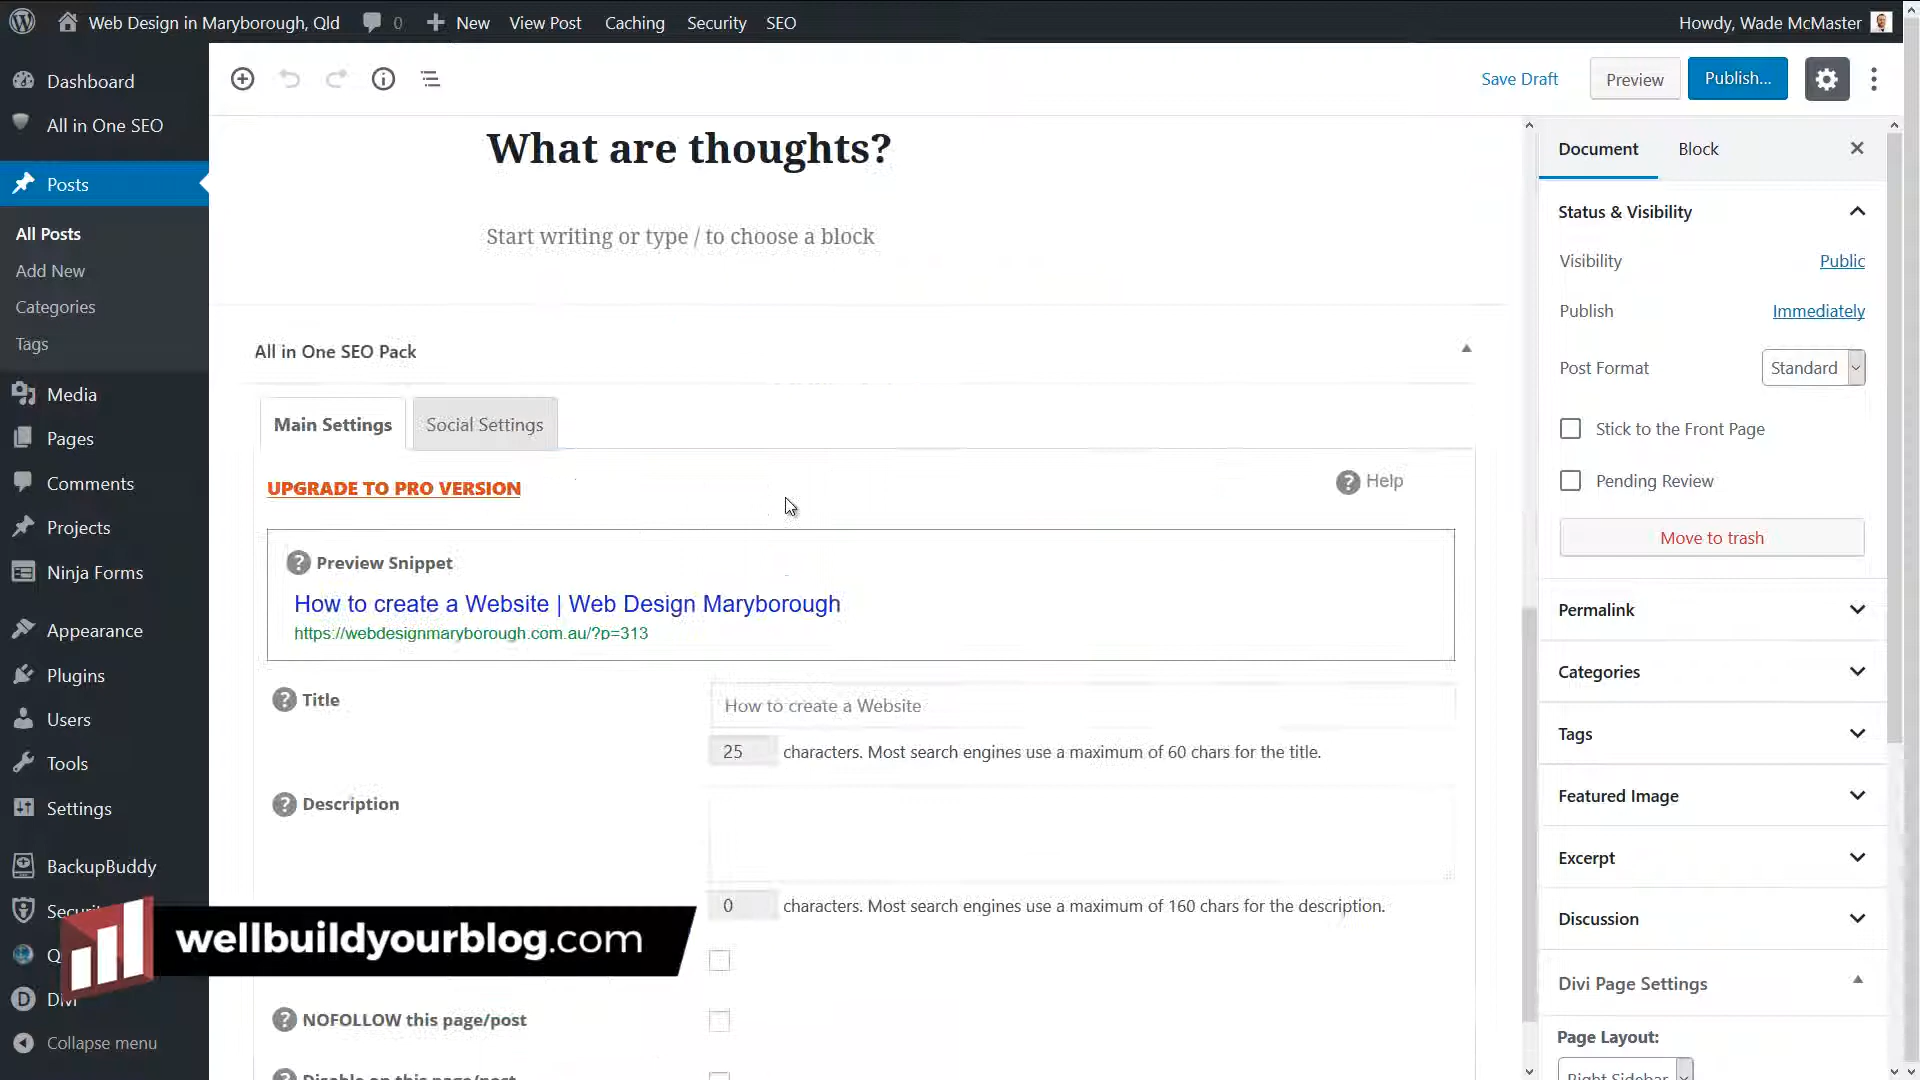 Web Design in Maryborough, Qld
0
New
View Post
Caching
Security
SEO
Howdy, Wade McMaster
Dashboard
All in One SEO
Posts
All Posts
Add New
Categories
Tags
Media
Pages
Comments
Projects
Ninja Forms
Appearance
Plugins
Users
Tools
Settings
BackupBuddy
Collapse menu
Save Draft
Preview
Publish...
What are thoughts?
Start writing or type / to choose a block
All in One SEO Pack
Main Settings
Social Settings
UPGRADE TO PRO VERSION
Help
Preview Snippet
How to create a Website | Web Design Maryborough
https://webdesignmaryborough.com.au/?p=313
Title
How to create a Website
25 characters. Most search engines use a maximum of 60 chars for the title.
Description
0 characters. Most search engines use a maximum of 160 chars for the description.
NOFOLLOW this page/post
wellbuildyourblog.com
Document
Block
Status & Visibility
Visibility
Public
Publish
Immediately
Post Format
Standard
Stick to the Front Page
Pending Review
Move to trash
Permalink
Categories
Tags
Featured Image
Excerpt
Discussion
Divi Page Settings
Page Layout:
Right Sidebar